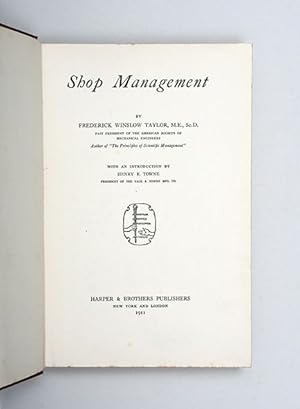 Shop Management
BY
FREDERICK WINSLOW TAYLOR, M.E., Sc.D.
PAST PRESIDENT OF THE AMERICAN SOCIETY OF
MECHANICAL ENGINEERS
Author of "The Principles of Scientific Management"
WITH AN INTRODUCTION BY
HENRY R. TOWNE
PRESIDENT OF THE YALE & TOWNE MFG. CO.
HARPER & BROTHERS PUBLISHERS
NEW YORK AND LONDON
1911